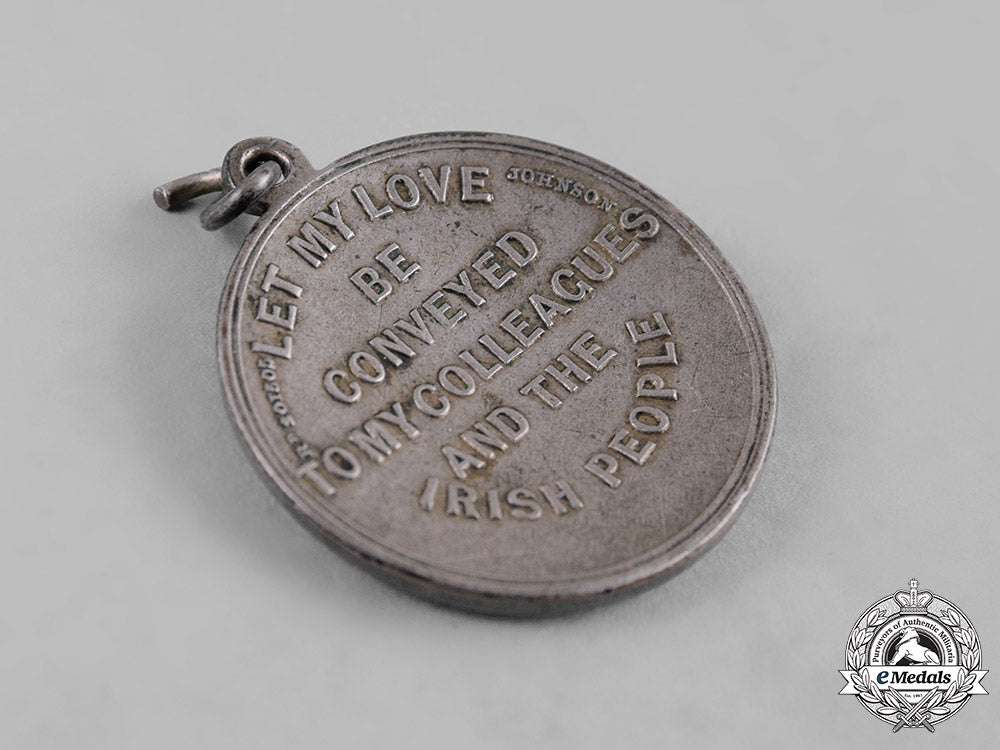 LET MY LOVE
BE
CONVEYED
TO MY COLLEAGUES
AND THE
IRISH PEOPLE
JOHNSON
Purveyors of Authentic Militaria
eMedals